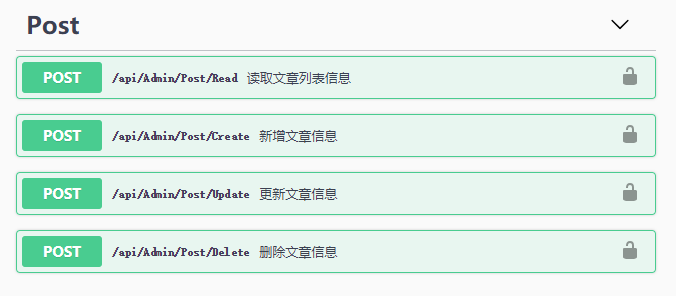 Post
POST /api/Admin/Post/Read 读取文章列表信息
POST /api/Admin/Post/Create 新增文章信息
POST /api/Admin/Post/Update 更新文章信息
POST /api/Admin/Post/Delete 删除文章信息